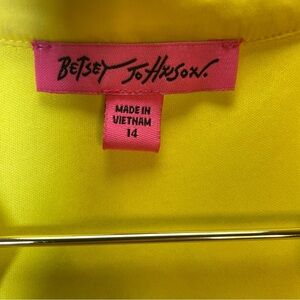 BETSEY JOHNSON.
MADE IN
VIETNAM
14